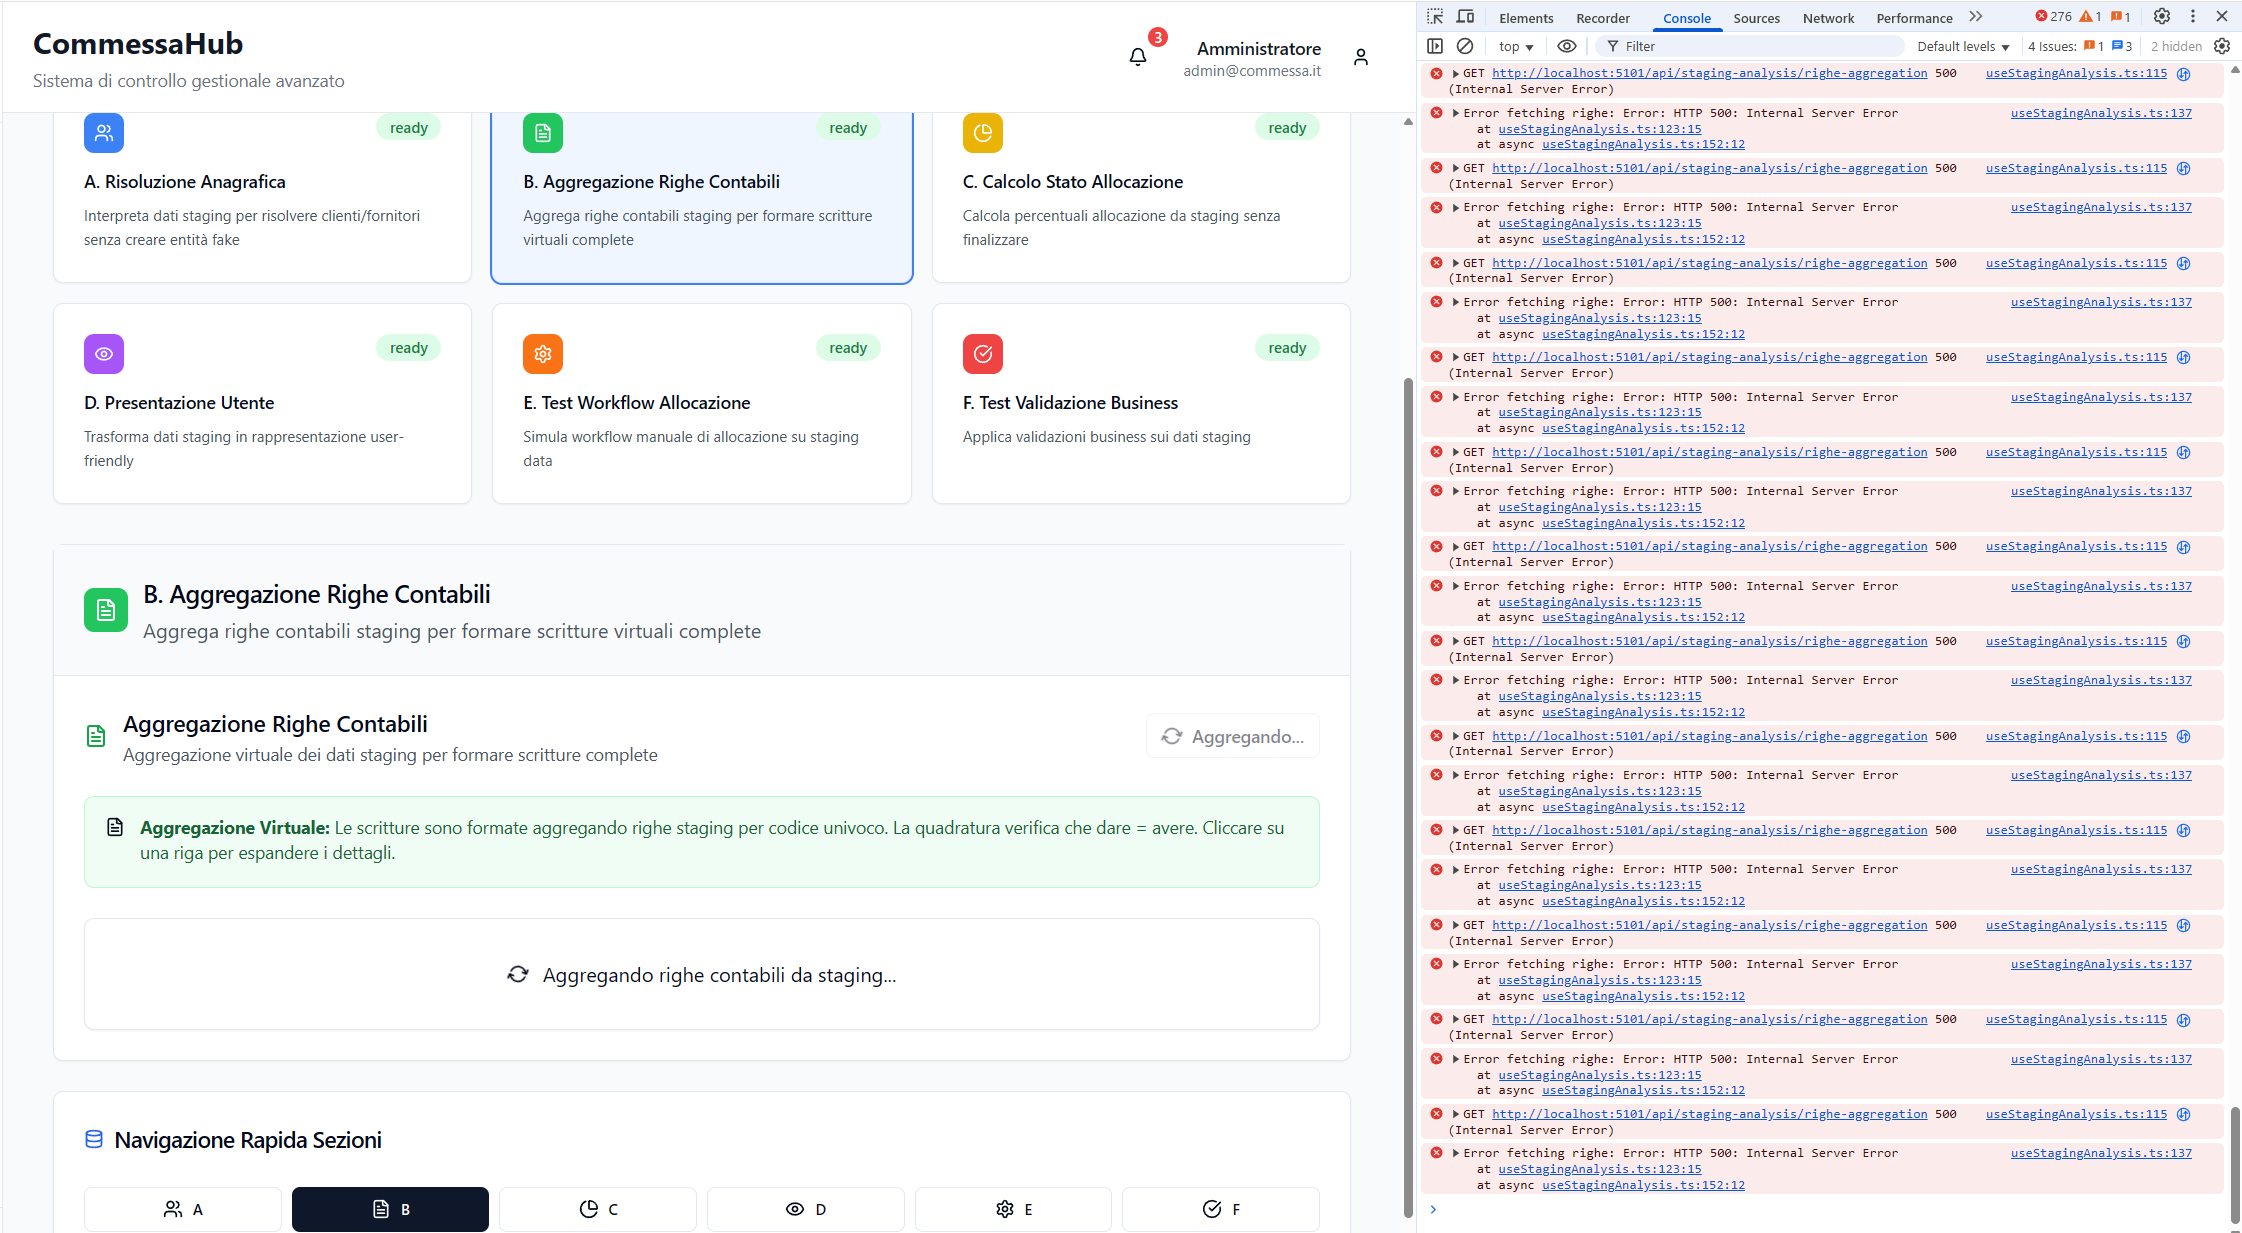 CommessaHub
Sistema di controllo gestionale avanzato
3
Amministratore
admin@commessa.it
ready
A. Risoluzione Anagrafica
Interpreta dati staging per risolvere clienti/fornitori
senza creare entità fake
ready
B. Aggregazione Righe Contabili
Aggrega righe contabili staging per formare scritture
virtuali complete
ready
C. Calcolo Stato Allocazione
Calcola percentuali allocazione da staging senza
finalizzare
ready
D. Presentazione Utente
Trasforma dati staging in rappresentazione user-
friendly
ready
E. Test Workflow Allocazione
Simula workflow manuale di allocazione su staging
data
ready
F. Test Validazione Business
Applica validazioni business sui dati staging
B. Aggregazione Righe Contabili
Aggrega righe contabili staging per formare scritture virtuali complete
Aggregazione Righe Contabili
Aggregazione virtuale dei dati staging per formare scritture complete
Aggregando...
Aggregazione Virtuale: Le scritture sono formate aggregando righe staging per codice univoco. La quadratura verifica che dare = avere. Cliccare su
una riga per espandere i dettagli.
Aggregando righe contabili da staging...
Navigazione Rapida Sezioni
A
B
C
D
E
F
Elements Recorder Console Sources Network Performance 276 1 1
top Filter Default levels 4 Issues: 1 3 2 hidden
GET http://localhost:5101/api/staging-analysis/righe-aggregation 500 useStagingAnalysis.ts:115
(Internal Server Error)
Error fetching righe: Error: HTTP 500: Internal Server Error useStagingAnalysis.ts:137
at useStagingAnalysis.ts:123:15
at async useStagingAnalysis.ts:152:12
GET http://localhost:5101/api/staging-analysis/righe-aggregation 500 useStagingAnalysis.ts:115
(Internal Server Error)
Error fetching righe: Error: HTTP 500: Internal Server Error useStagingAnalysis.ts:137
at useStagingAnalysis.ts:123:15
at async useStagingAnalysis.ts:152:12
GET http://localhost:5101/api/staging-analysis/righe-aggregation 500 useStagingAnalysis.ts:115
(Internal Server Error)
Error fetching righe: Error: HTTP 500: Internal Server Error useStagingAnalysis.ts:137
at useStagingAnalysis.ts:123:15
at async useStagingAnalysis.ts:152:12
GET http://localhost:5101/api/staging-analysis/righe-aggregation 500 useStagingAnalysis.ts:115
(Internal Server Error)
Error fetching righe: Error: HTTP 500: Internal Server Error useStagingAnalysis.ts:137
at useStagingAnalysis.ts:123:15
at async useStagingAnalysis.ts:152:12
GET http://localhost:5101/api/staging-analysis/righe-aggregation 500 useStagingAnalysis.ts:115
(Internal Server Error)
Error fetching righe: Error: HTTP 500: Internal Server Error useStagingAnalysis.ts:137
at useStagingAnalysis.ts:123:15
at async useStagingAnalysis.ts:152:12
GET http://localhost:5101/api/staging-analysis/righe-aggregation 500 useStagingAnalysis.ts:115
(Internal Server Error)
Error fetching righe: Error: HTTP 500: Internal Server Error useStagingAnalysis.ts:137
at useStagingAnalysis.ts:123:15
at async useStagingAnalysis.ts:152:12
GET http://localhost:5101/api/staging-analysis/righe-aggregation 500 useStagingAnalysis.ts:115
(Internal Server Error)
Error fetching righe: Error: HTTP 500: Internal Server Error useStagingAnalysis.ts:137
at useStagingAnalysis.ts:123:15
at async useStagingAnalysis.ts:152:12
GET http://localhost:5101/api/staging-analysis/righe-aggregation 500 useStagingAnalysis.ts:115
(Internal Server Error)
Error fetching righe: Error: HTTP 500: Internal Server Error useStagingAnalysis.ts:137
at useStagingAnalysis.ts:123:15
at async useStagingAnalysis.ts:152:12
GET http://localhost:5101/api/staging-analysis/righe-aggregation 500 useStagingAnalysis.ts:115
(Internal Server Error)
Error fetching righe: Error: HTTP 500: Internal Server Error useStagingAnalysis.ts:137
at useStagingAnalysis.ts:123:15
at async useStagingAnalysis.ts:152:12
GET http://localhost:5101/api/staging-analysis/righe-aggregation 500 useStagingAnalysis.ts:115
(Internal Server Error)
Error fetching righe: Error: HTTP 500: Internal Server Error useStagingAnalysis.ts:137
at useStagingAnalysis.ts:123:15
at async useStagingAnalysis.ts:152:12
GET http://localhost:5101/api/staging-analysis/righe-aggregation 500 useStagingAnalysis.ts:115
(Internal Server Error)
Error fetching righe: Error: HTTP 500: Internal Server Error useStagingAnalysis.ts:137
at useStagingAnalysis.ts:123:15
at async useStagingAnalysis.ts:152:12
GET http://localhost:5101/api/staging-analysis/righe-aggregation 500 useStagingAnalysis.ts:115
(Internal Server Error)
Error fetching righe: Error: HTTP 500: Internal Server Error useStagingAnalysis.ts:137
at useStagingAnalysis.ts:123:15
at async useStagingAnalysis.ts:152:12